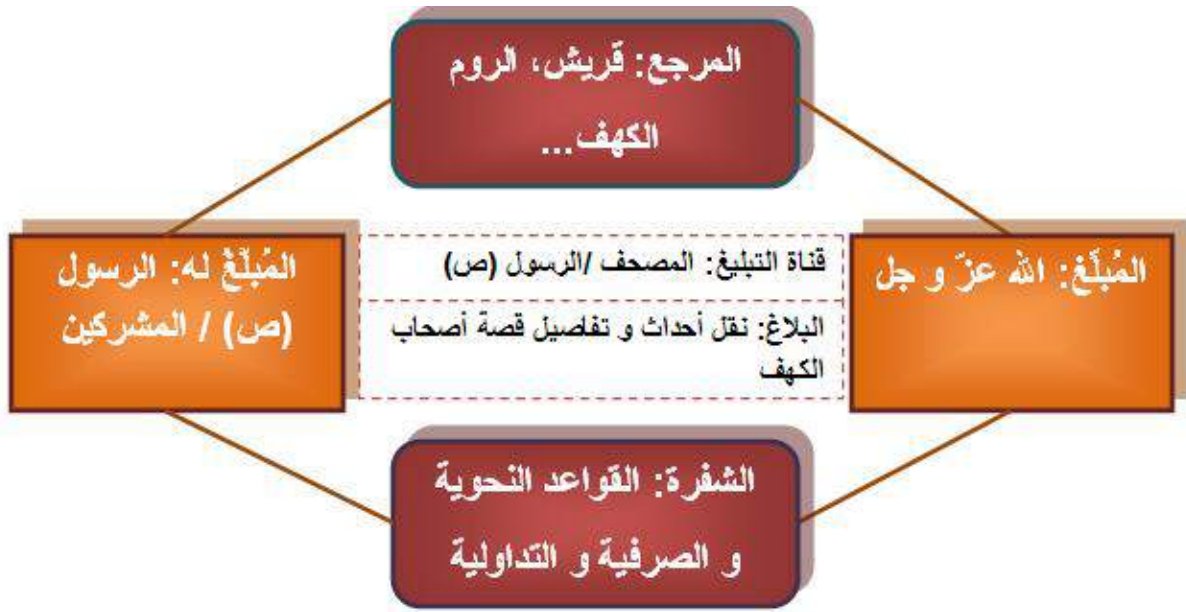 المرجع: قريش، الروم
الكهف...
المُبلِّغ: الله عزّ و جل
قناة التبليغ: المصحف /الرسول (ص)
البلاغ: نقل أحداث و تفاصيل قصة أصحاب
الكهف
المُبلَّغُ له: الرسول
(ص) / المشركين
الشفرة: القواعد النحوية
و الصرفية و التداولية